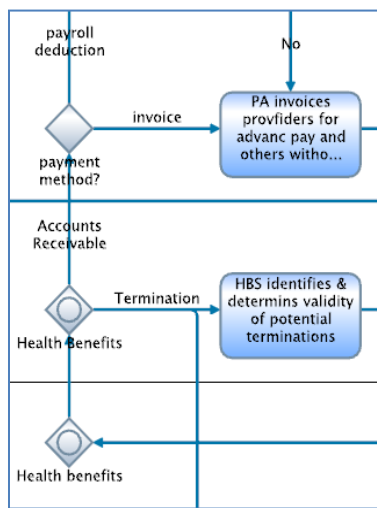 payroll
deduction
No
invoice
PA invoices
provfiders for
advanc pay and
others witho...
payment
method?
Accounts
Receivable
Termination
HBS identifies &
determins validity
of potential
terminations
Health Benefits
Health benefits